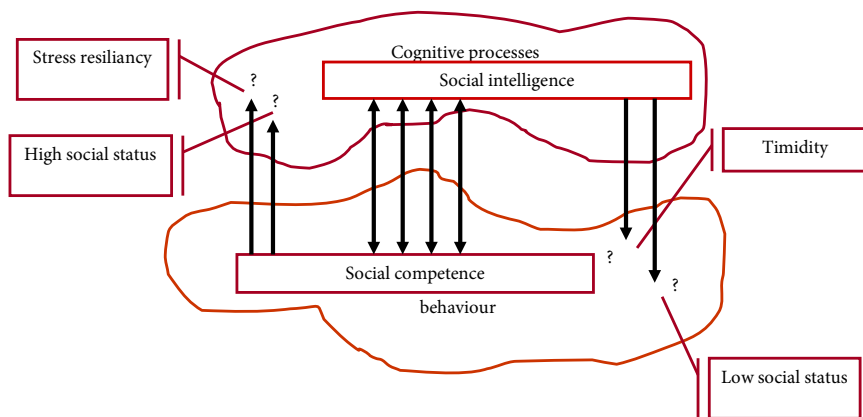 Stress resiliancy
Cognitive processes
Social intelligence
?
?
High social status
Timidity
?
Social competence
?
behaviour
Low social status